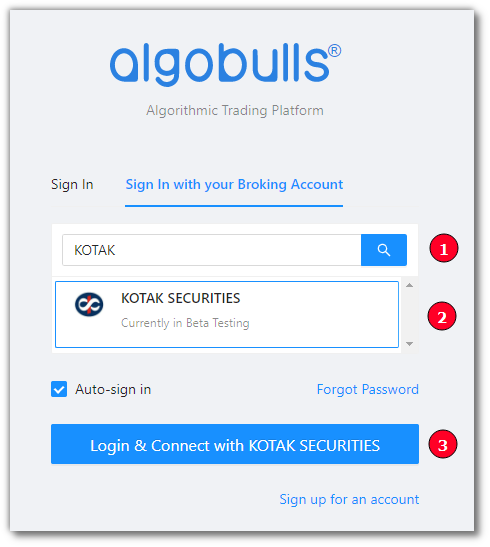 algobulls®
Algorithmic Trading Platform
Sign In
Sign In with your Broking Account
KOTAK
1
KOTAK SECURITIES
Currently in Beta Testing
2
Auto-sign in
Forgot Password
Login & Connect with KOTAK SECURITIES
3
Sign up for an account